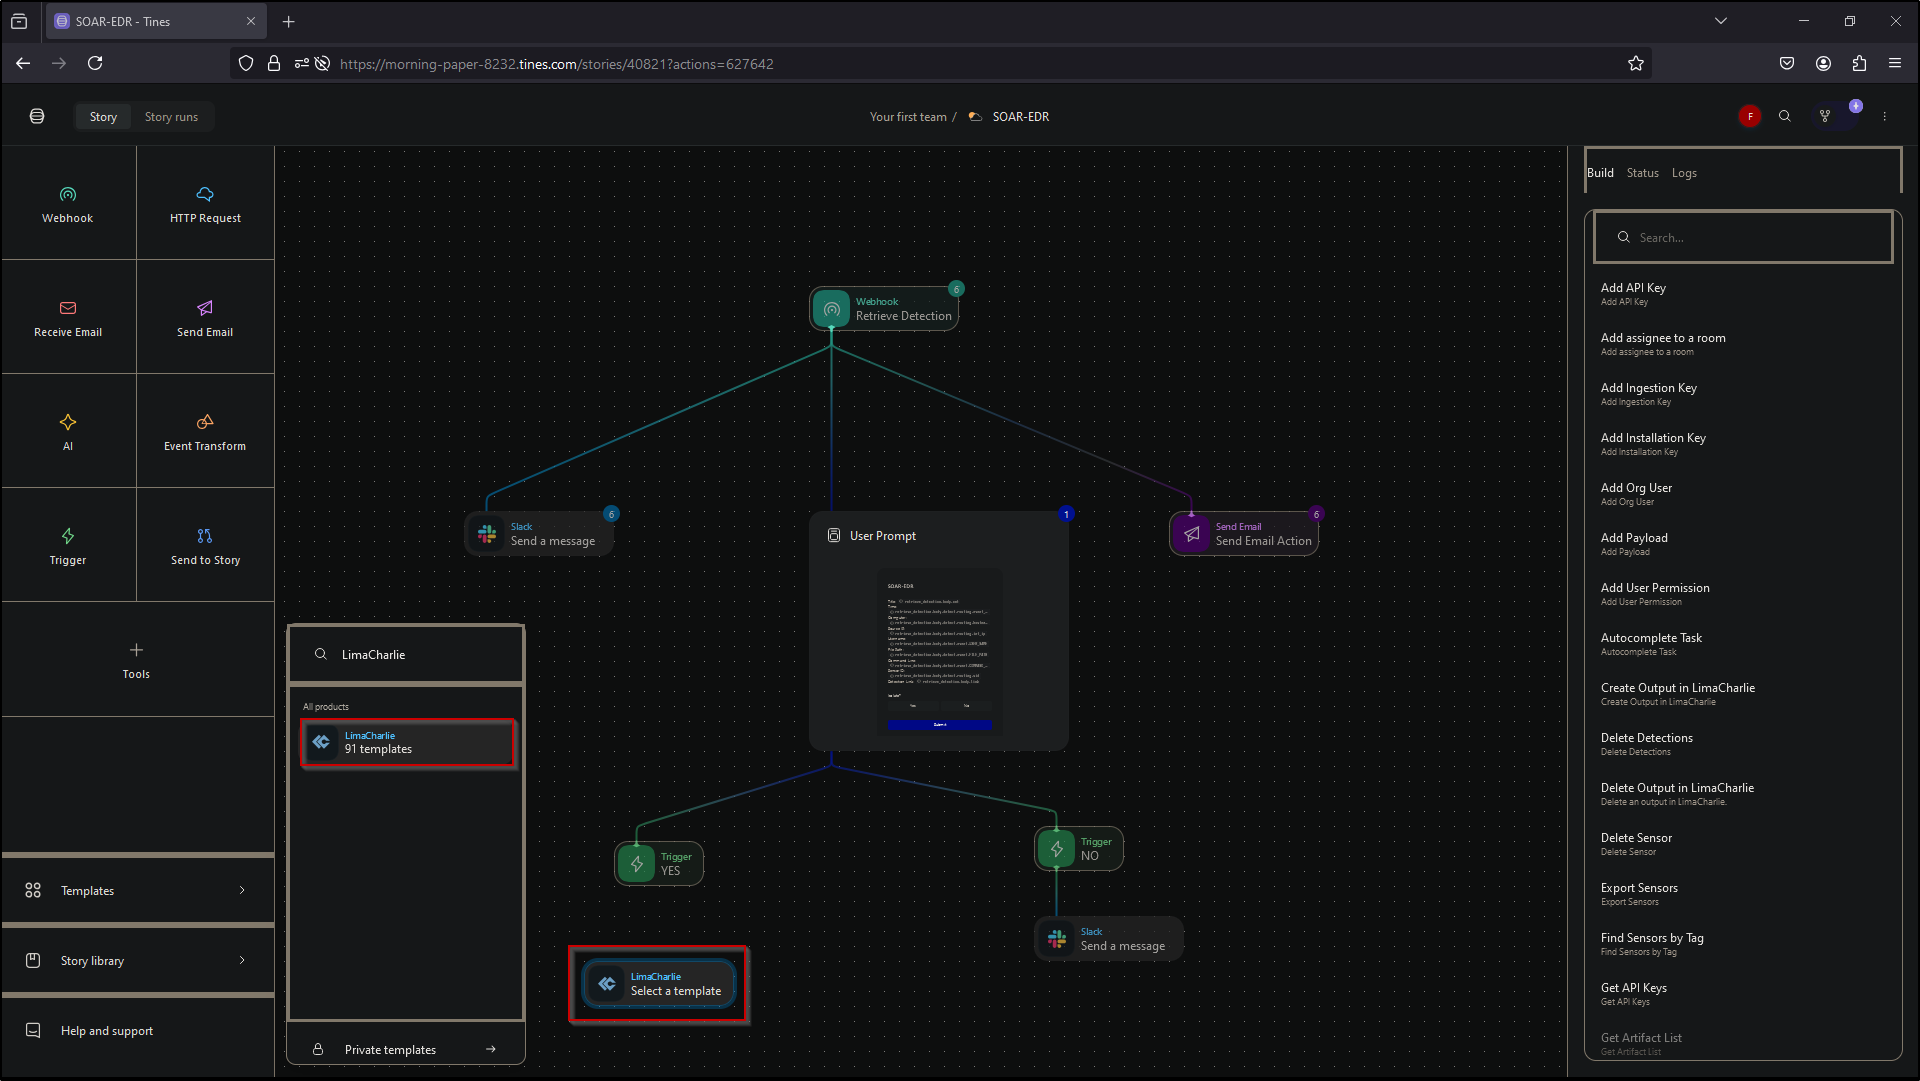 SOAR-EDR - Tines
https://morning-paper-8232.tines.com/stories/40821?actions=627642
Story
Story runs
Your first team / SOAR-EDR
F
Webhook
HTTP Request
Receive Email
Send Email
AI
Event Transform
Trigger
Send to Story
Tools
Templates
Story library
Help and support
LimaCharlie
All products
LimaCharlie
91 templates
Private templates
6
Webhook
Retrieve Detection
6
Slack
Send a message
1
User Prompt
SOAR-EDR
Submit
6
Send Email
Send Email Action
Trigger
YES
Trigger
NO
Slack
Send a message
LimaCharlie
Select a template
Build
Status
Logs
Search...
Add API Key
Add API Key
Add assignee to a room
Add assignee to a room
Add Ingestion Key
Add Ingestion Key
Add Installation Key
Add Installation Key
Add Org User
Add Org User
Add Payload
Add Payload
Add User Permission
Add User Permission
Autocomplete Task
Autocomplete Task
Create Output in LimaCharlie
Create Output in LimaCharlie
Delete Detections
Delete Detections
Delete Output in LimaCharlie
Delete an output in LimaCharlie.
Delete Sensor
Delete Sensor
Export Sensors
Export Sensors
Find Sensors by Tag
Find Sensors by Tag
Get API Keys
Get API Keys
Get Artifact List
Get Artifact List